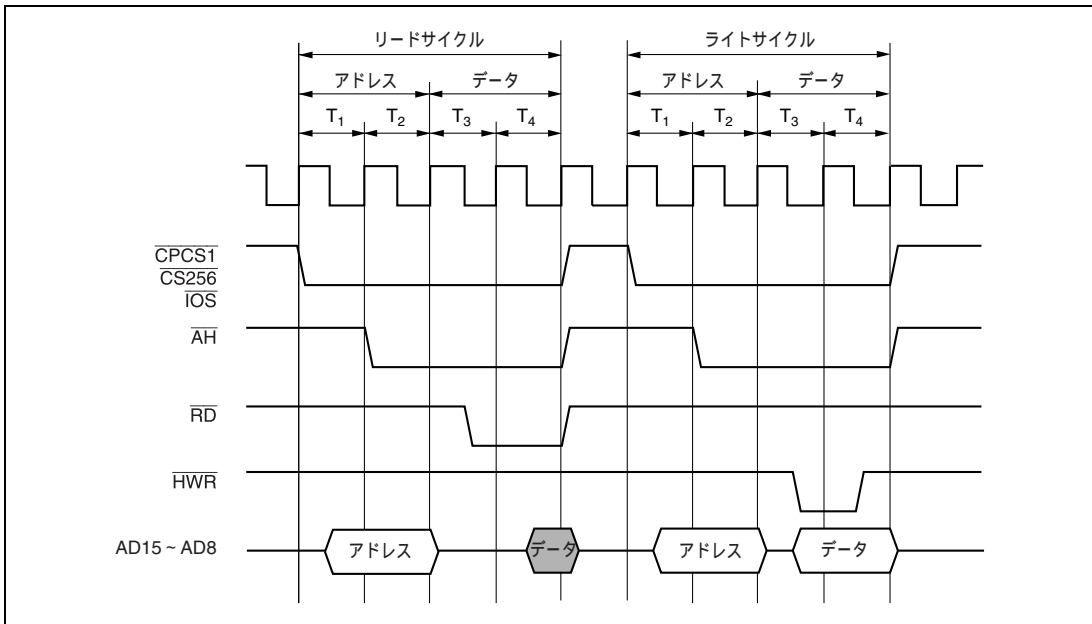 リードサイクル ライトサイクル
アドレス データ アドレス データ
T1 T2 T3 T4 T1 T2 T3 T4
CPCS1
CS256
IOS
AH
RD
HWR
AD15 ~ AD8 アドレス データ アドレス データ